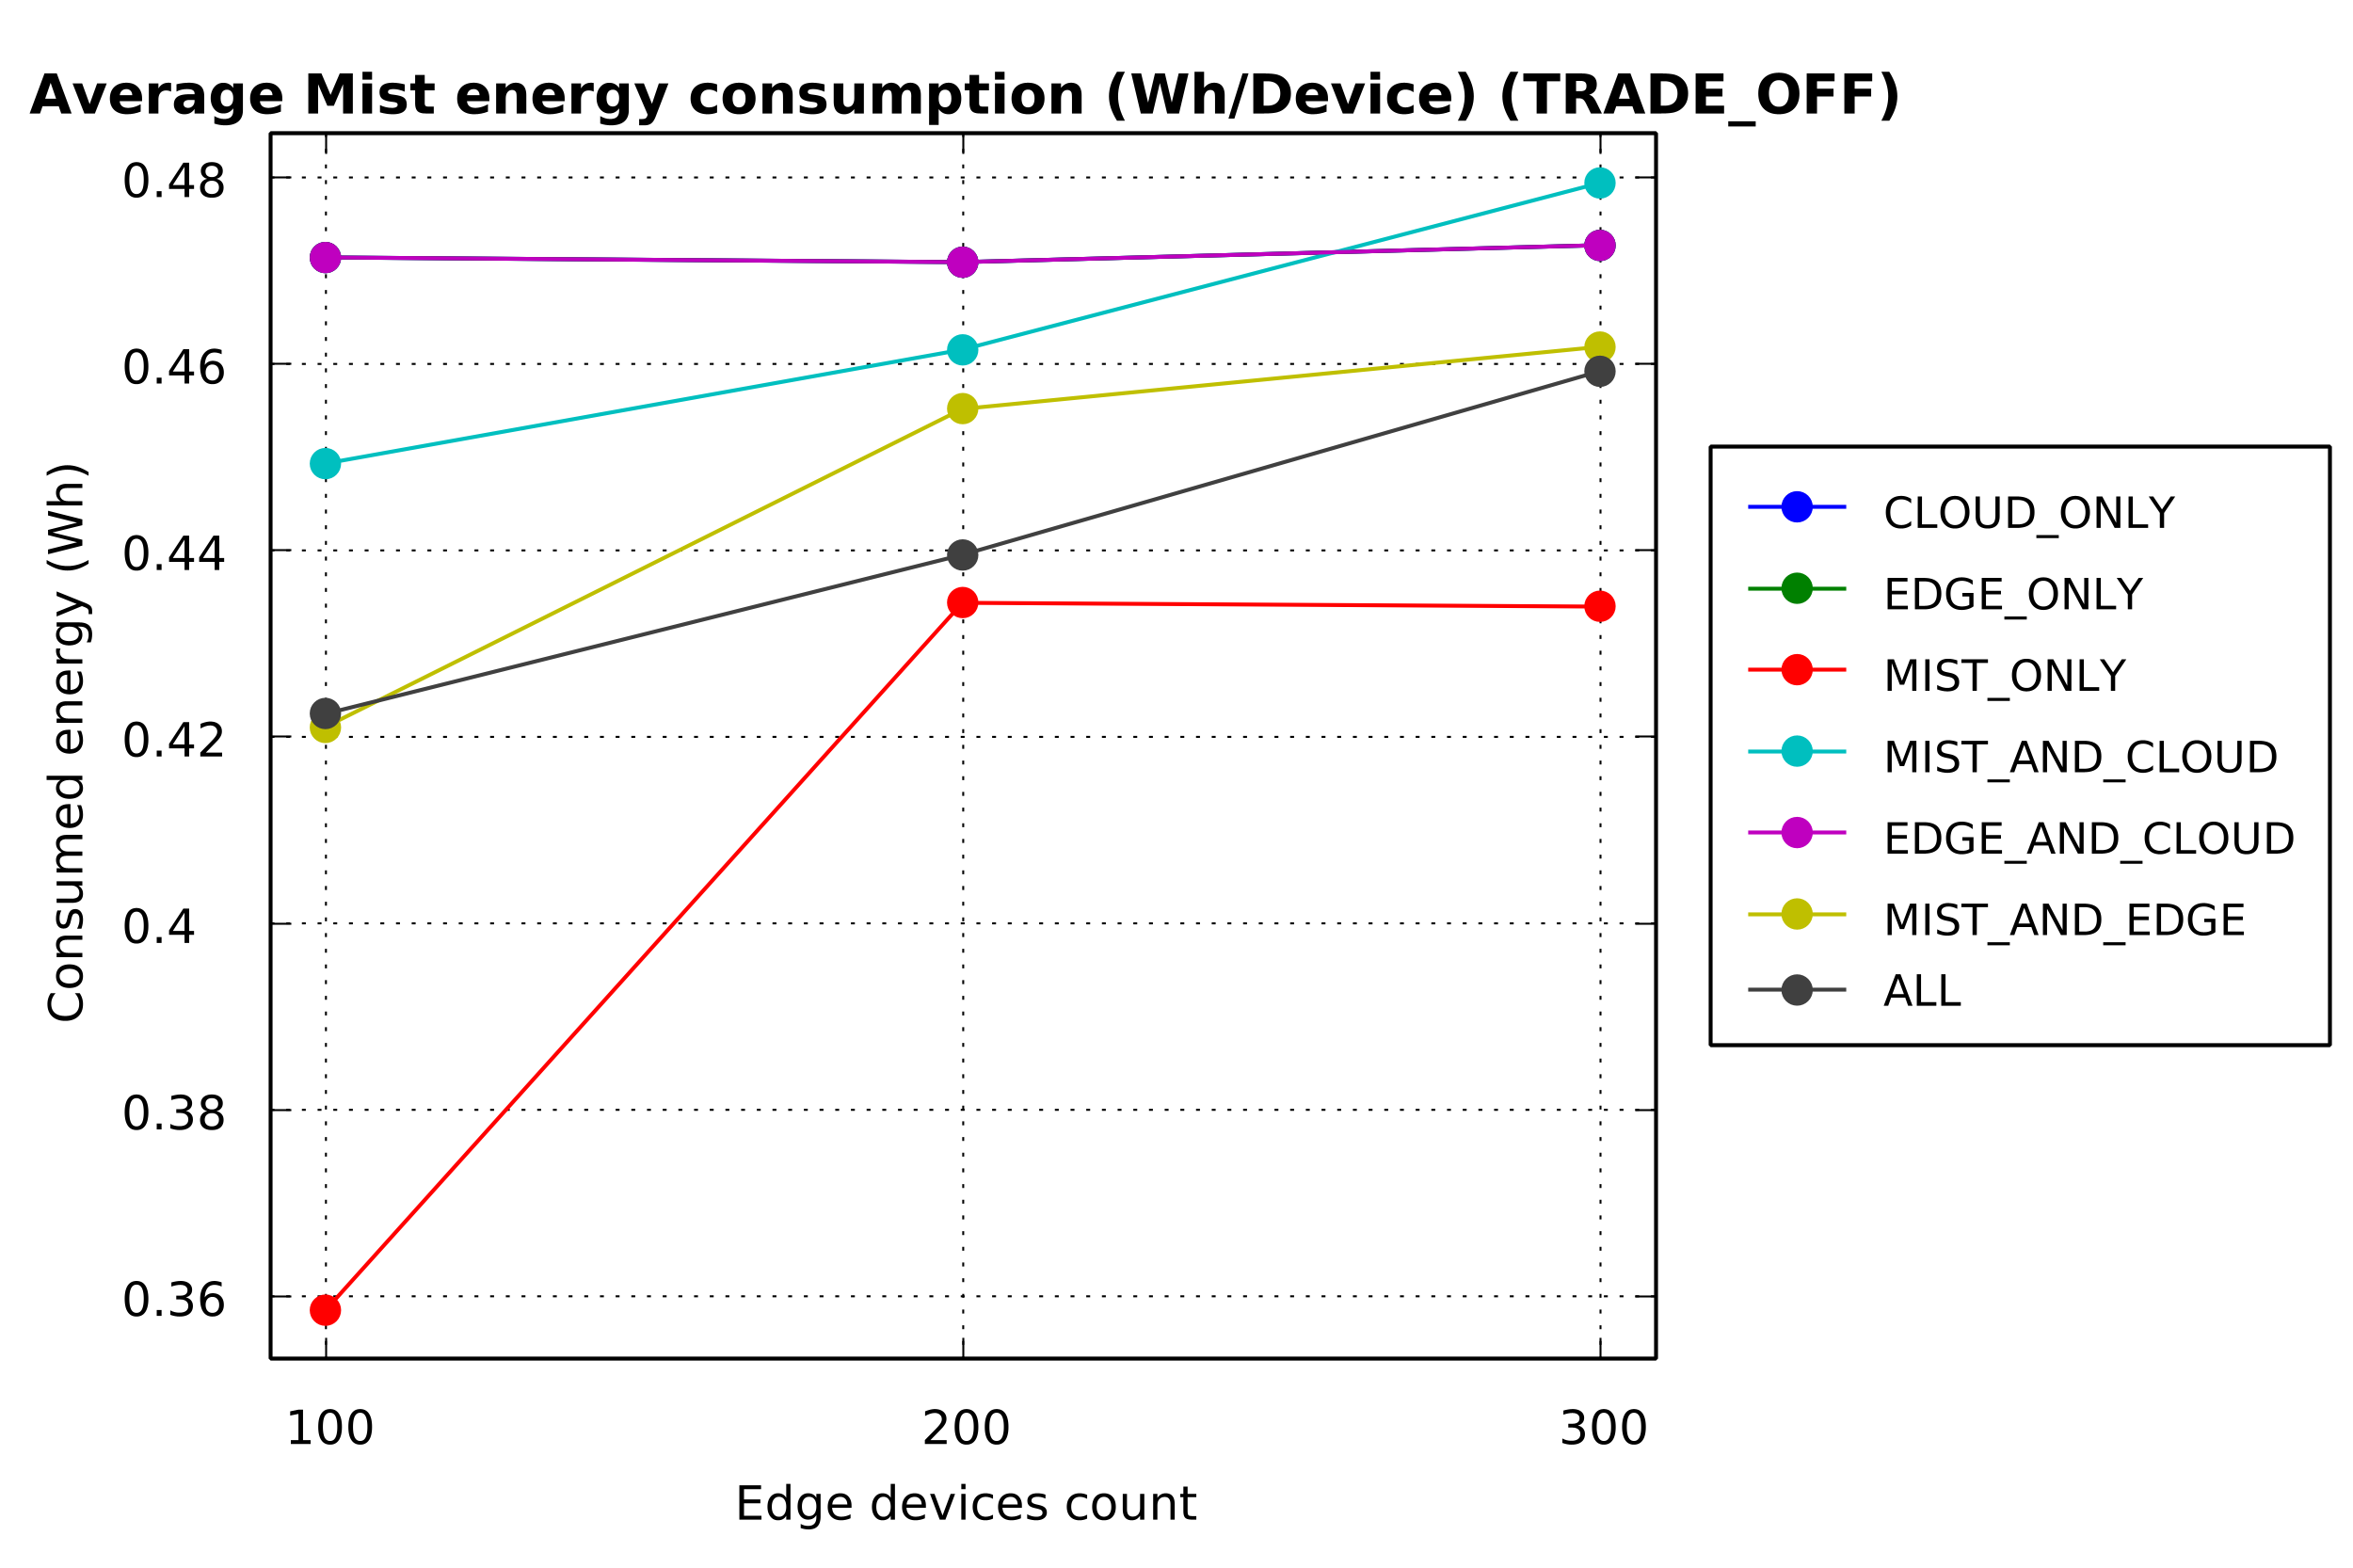 Average Mist energy consumption (Wh/Device) (TRADE_OFF)
0.48
0.46
0.44
0.42
0.4
0.38
0.36
Consumed energy (Wh)
100
200
300
Edge devices count
CLOUD_ONLY
EDGE_ONLY
MIST_ONLY
MIST_AND_CLOUD
EDGE_AND_CLOUD
MIST_AND_EDGE
ALL